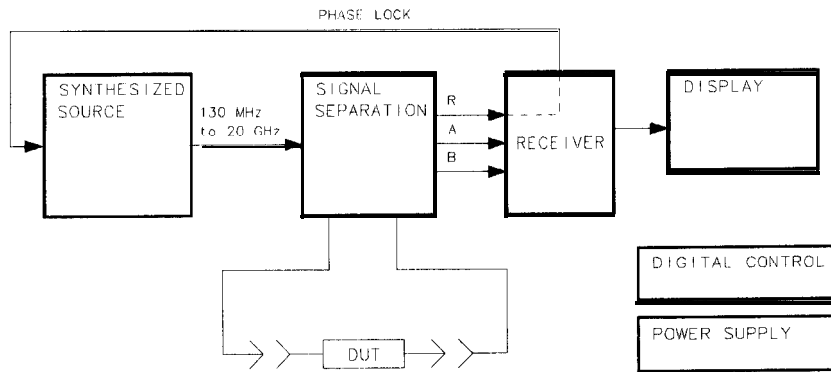 PHASE LOCK
SYNTHESIZED
SOURCE
130 MHz
to 20 GHz
SIGNAL
SEPARATION
R
A
B
RECEIVER
DISPLAY
DIGITAL CONTROL
POWER SUPPLY
DUT